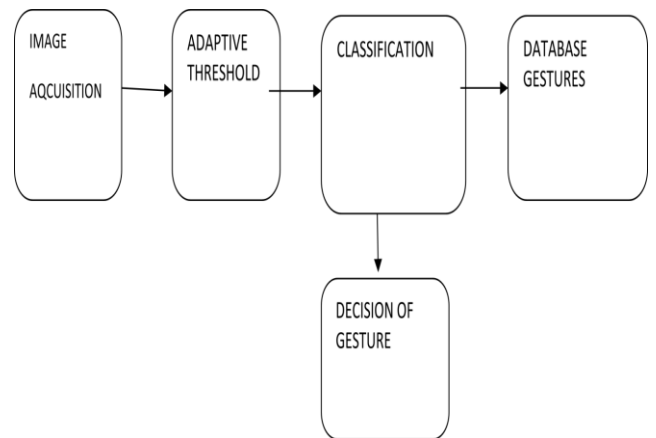 IMAGE
AQCUISITION
ADAPTIVE
THRESHOLD
CLASSIFICATION
DATABASE
GESTURES
DECISION OF
GESTURE